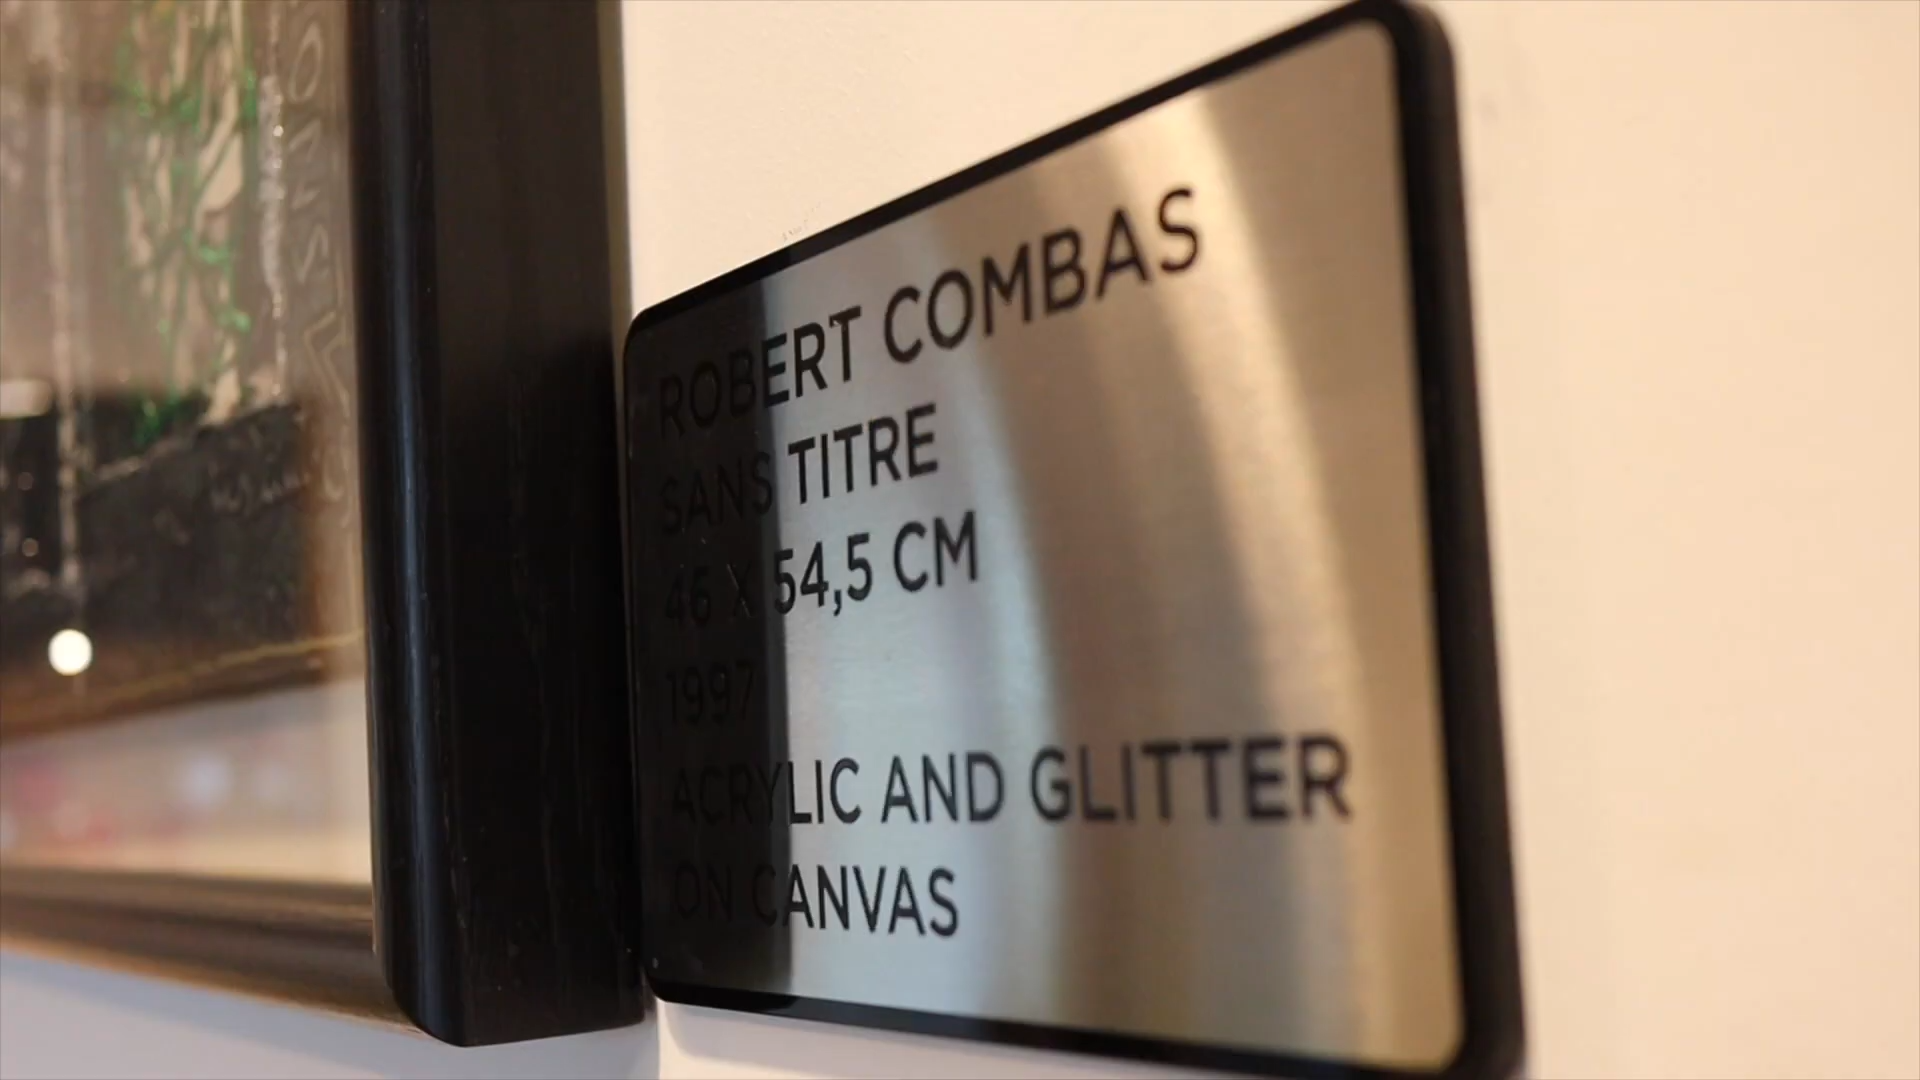 ROBERT COMBAS
SANS TITRE
46 X 54,5 CM
1997
ACRYLIC AND GLITTER
ON CANVAS